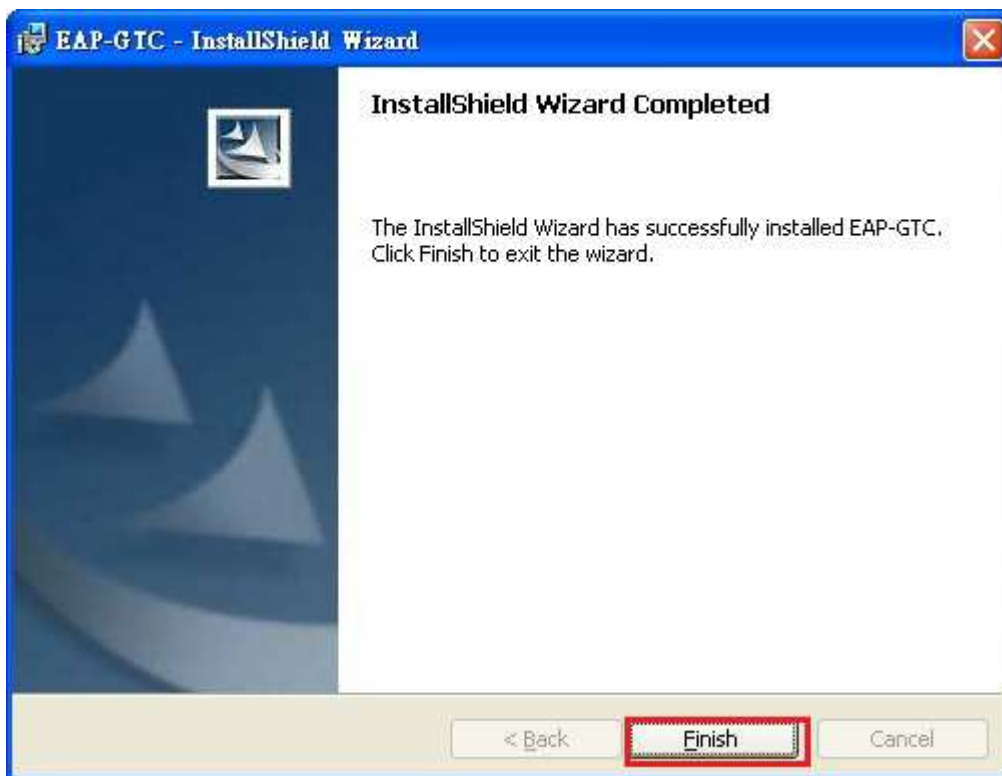 EAP-GTC - InstallShield Wizard
InstallShield Wizard Completed
The InstallShield Wizard has successfully installed EAP-GTC.
Click Finish to exit the wizard.
< Back
Finish
Cancel